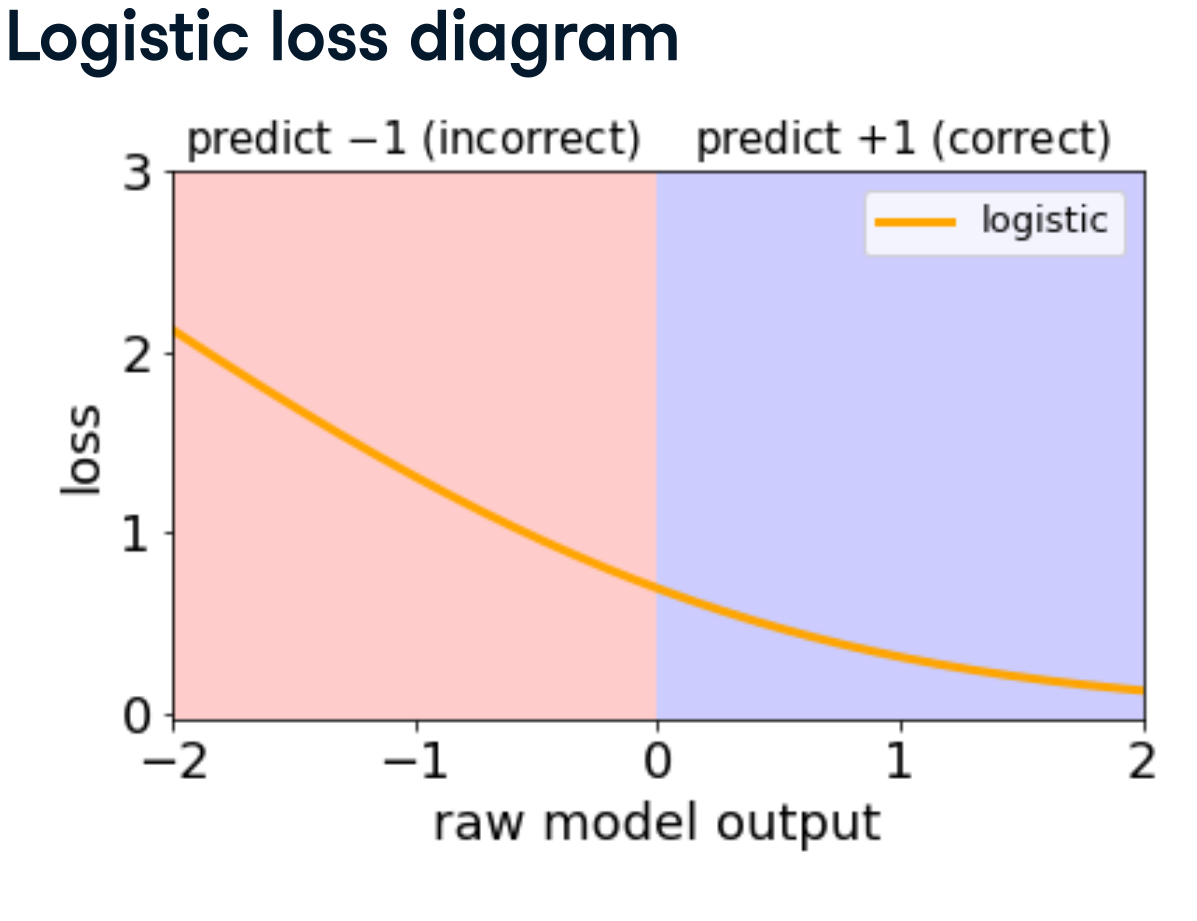 Logistic loss diagram
predict −1 (incorrect) predict +1 (correct)
logistic
3
2
1
0
loss
−2 −1 0 1 2
raw model output